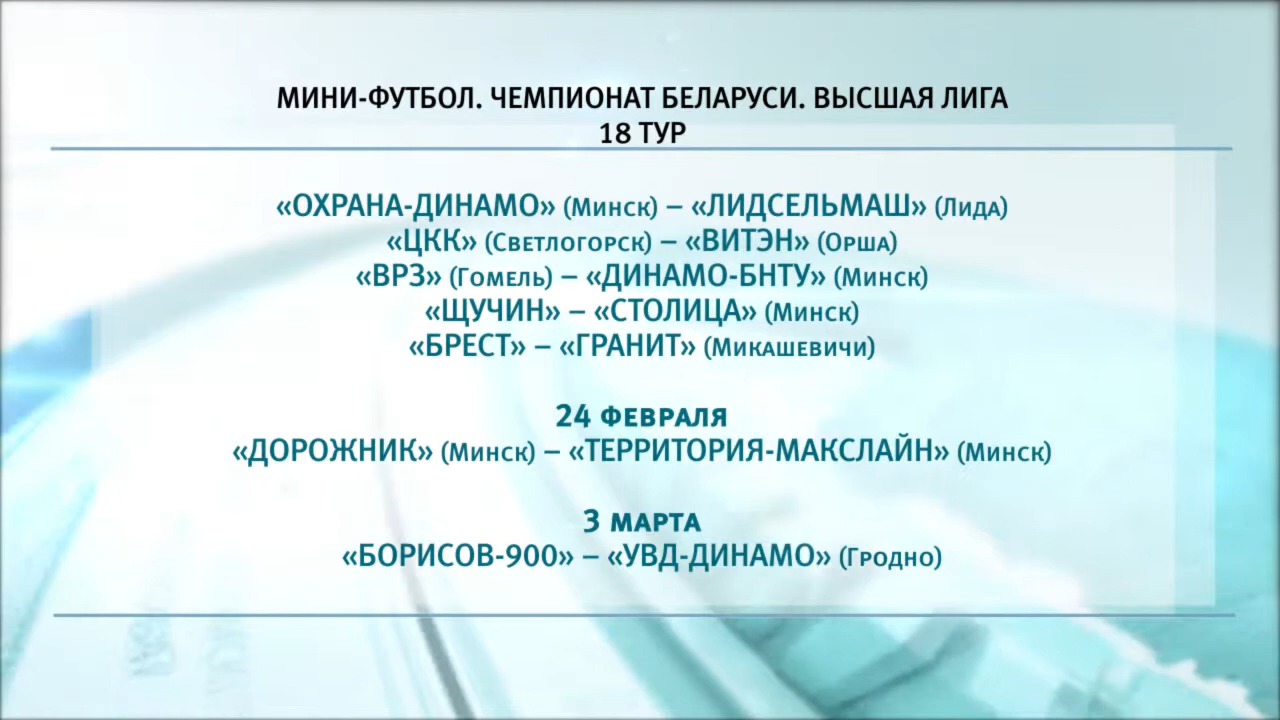 МИНИ-ФУТБОЛ. ЧЕМПИОНАТ БЕЛАРУСИ. ВЫСШАЯ ЛИГА
18 ТУР
«ОХРАНА-ДИНАМО» (Минск) – «ЛИДСЕЛЬМАШ» (Лида)
«ЦКК» (Светлогорск) – «ВИТЭН» (Орша)
«ВРЗ» (Гомель) – «ДИНАМО-БНТУ» (Минск)
«ЩУЧИН» – «СТОЛИЦА» (Минск)
«БРЕСТ» – «ГРАНИТ» (Микашевичи)
24 ФЕВРАЛЯ
«ДОРОЖНИК» (Минск) – «ТЕРРИТОРИЯ-МАКСЛАЙН» (Минск)
3 МАРТА
«БОРИСОВ-900» – «УВД-ДИНАМО» (Гродно)